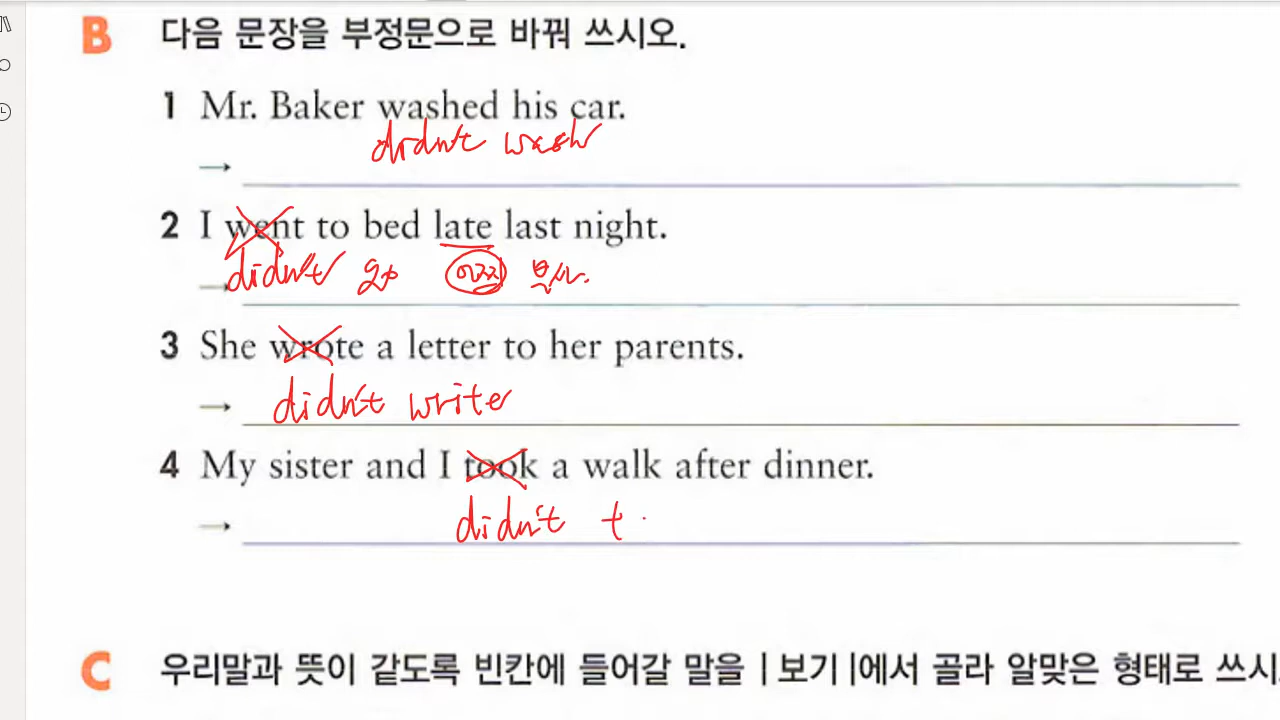 B 다음 문장을 부정문으로 바꿔 쓰시오.
1 Mr. Baker washed his car.
didn't wash
→
2 I went to bed late last night.
→ didn't go
3 She wrote a letter to her parents.
→ didn't write
4 My sister and I took a walk after dinner.
→ didn't t
C 우리말과 뜻이 같도록 빈칸에 들어갈 말을 |보기|에서 골라 알맞은 형태로 쓰시